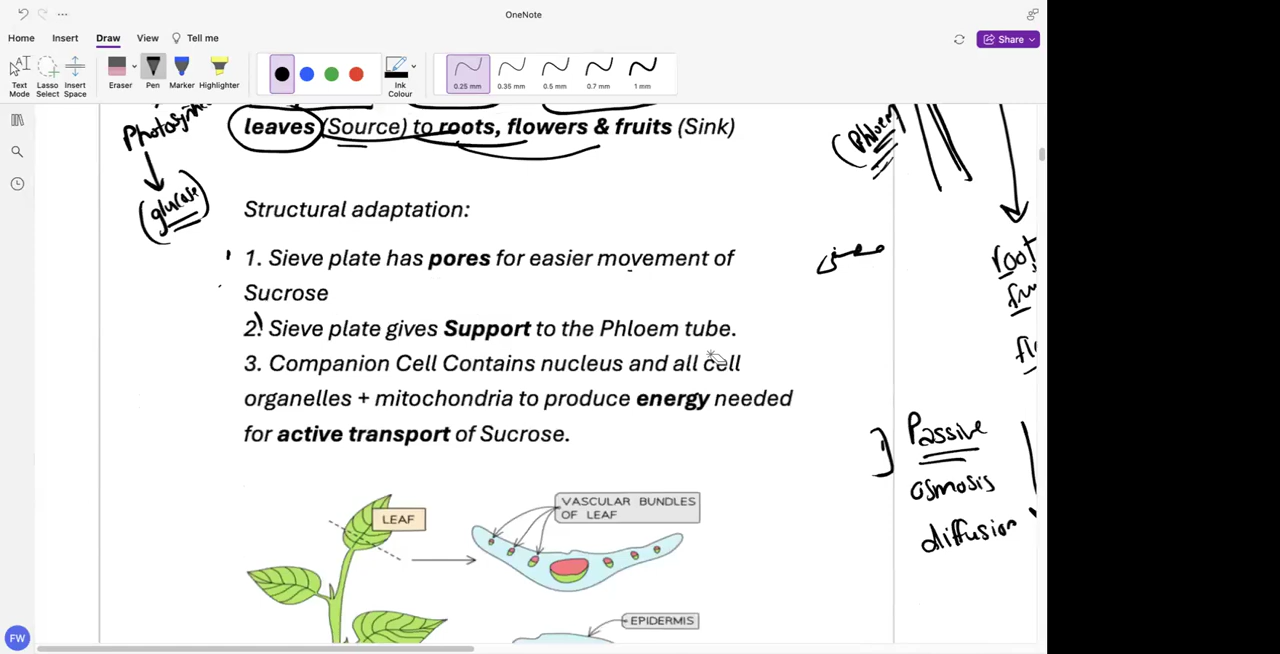 OneNote
Home Insert Draw View Tell me
Share
Text Mode
Lasso Select
Insert Space
Eraser
Pen
Marker
Highlighter
Ink Colour
0.25 mm
0.35 mm
0.5 mm
0.7 mm
1 mm
leaves (Source) to roots, flowers & fruits (Sink)
(Phloem)
(glucose)
Structural adaptation:
1. Sieve plate has pores for easier movement of
Sucrose
2. Sieve plate gives Support to the Phloem tube.
3. Companion Cell Contains nucleus and all cell
organelles + mitochondria to produce energy needed
for active transport of Sucrose.
root
Passive
osmosis
diffusion
LEAF
VASCULAR BUNDLES
OF LEAF
EPIDERMIS
FW